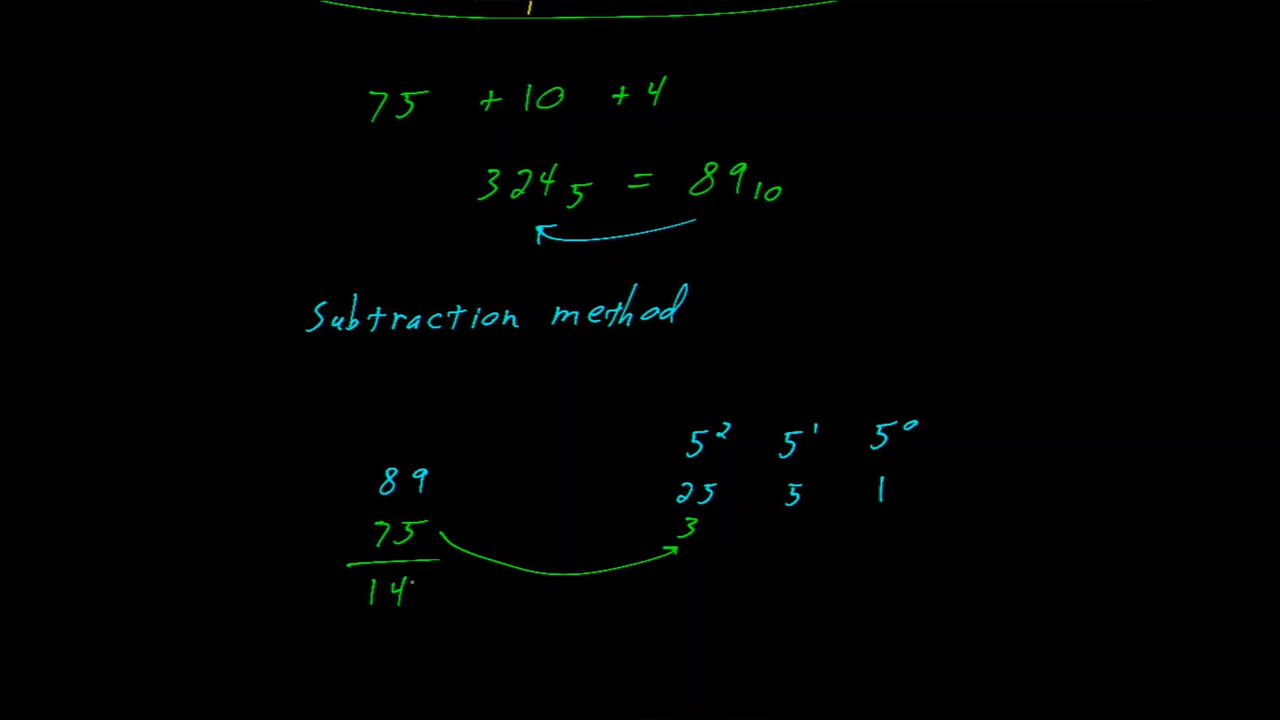 75 + 10 + 4
324₅ = 89₁₀
Subtraction method
5² 5¹ 5⁰
89 25 5 1
75 3
14